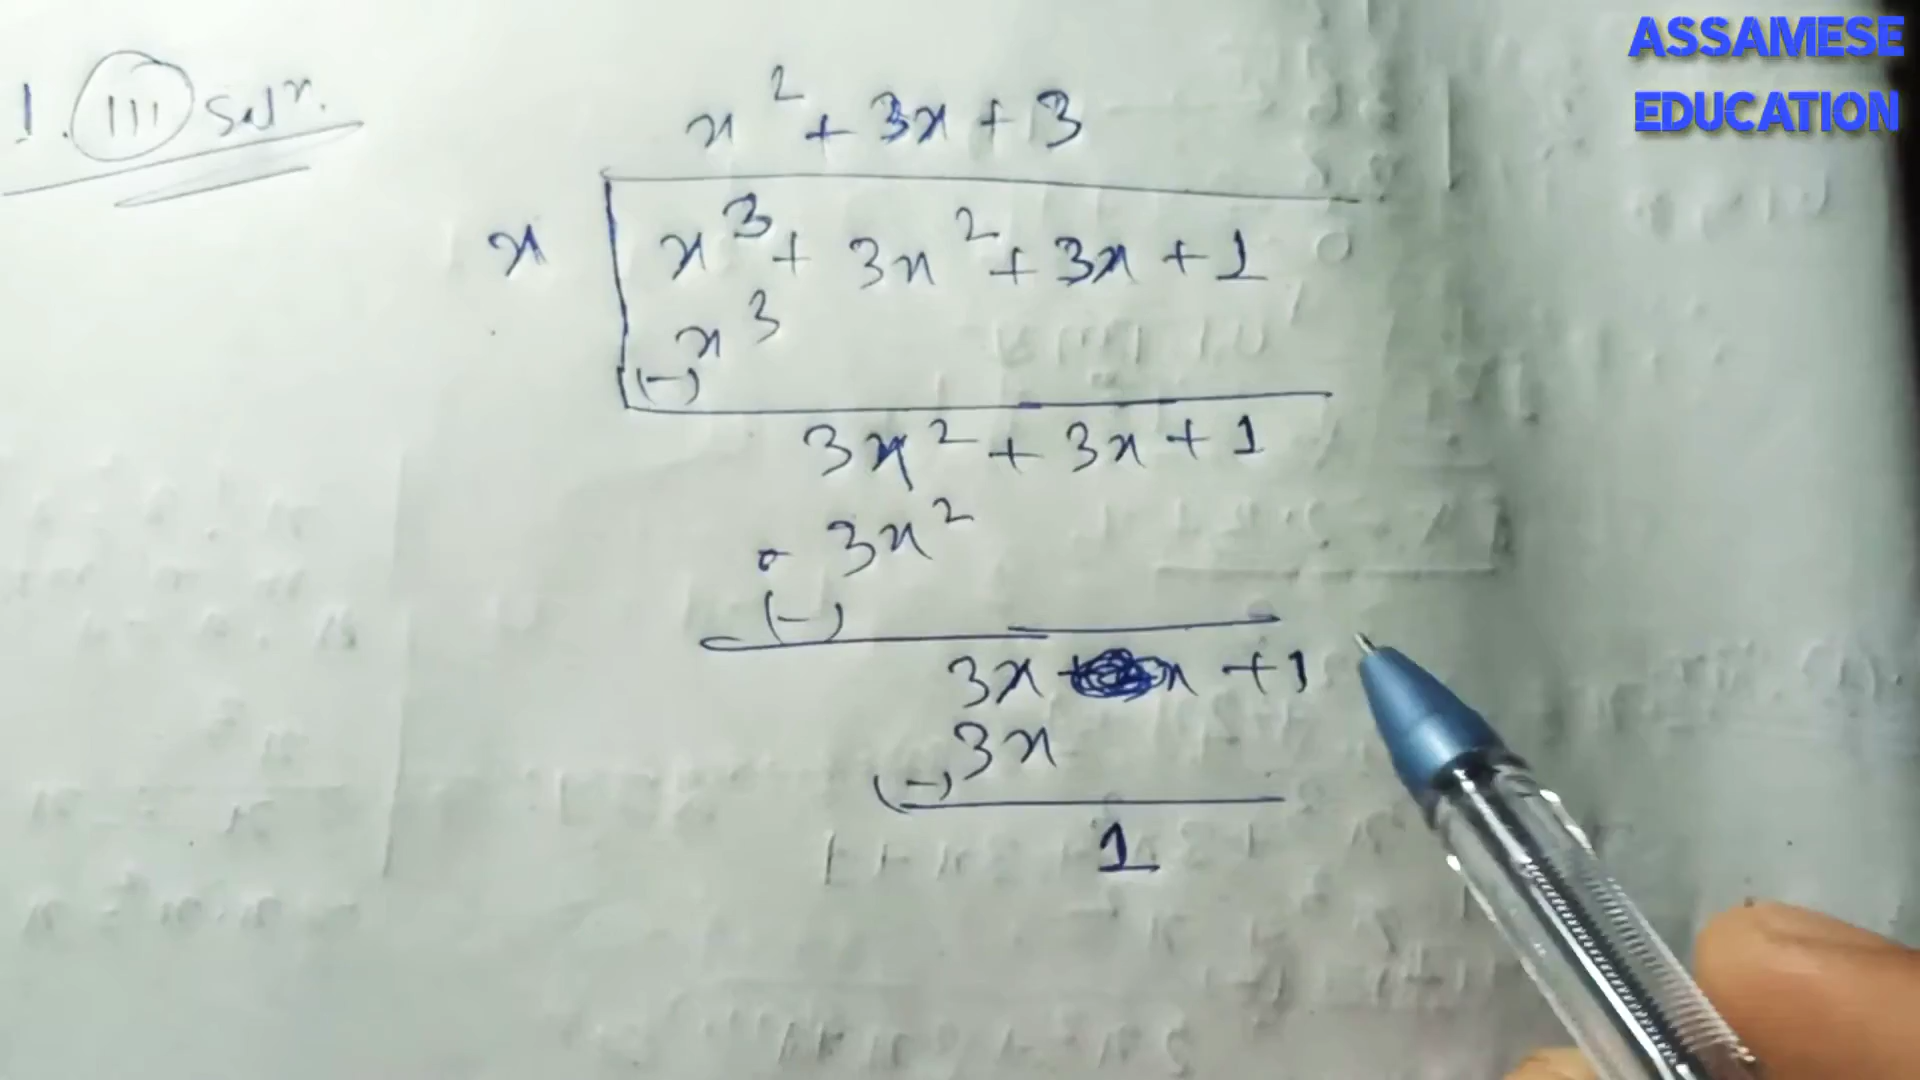 ASSAMESE
EDUCATION
1. (III) Solⁿ.
x² + 3x + 3
x
x³ + 3x² + 3x + 1
x³
(-)
3x² + 3x + 1
3x²
(-)
3x + 1
3x
(-)
1